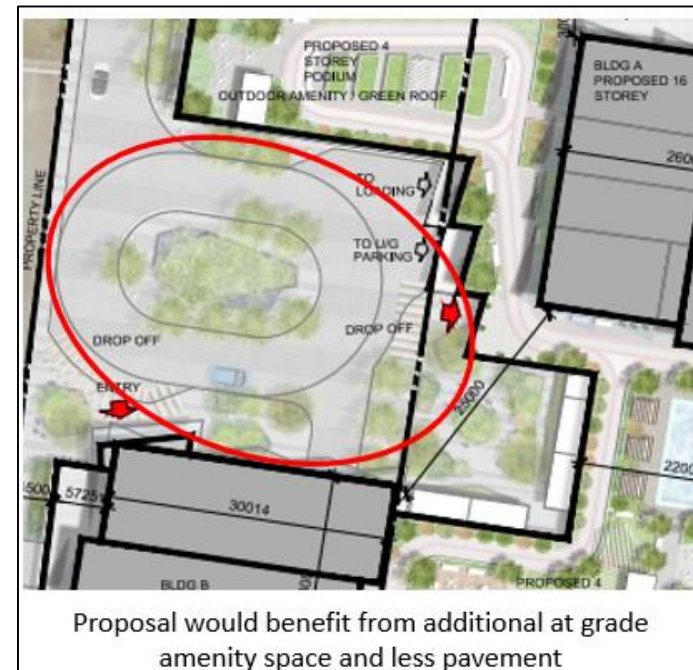 PROPOSED 4
STOREY
PODIUM
OUTDOOR AMENITY / GREEN ROOF
BLDG A
PROPOSED 16
STOREY
TO
LOADING
TO U/G
PARKING
PROPERTY LINE
DROP OFF
DROP OFF
ENTRY
25000
2200
5725
30014
BLDG B
PROPOSED 4
Proposal would benefit from additional at grade
amenity space and less pavement